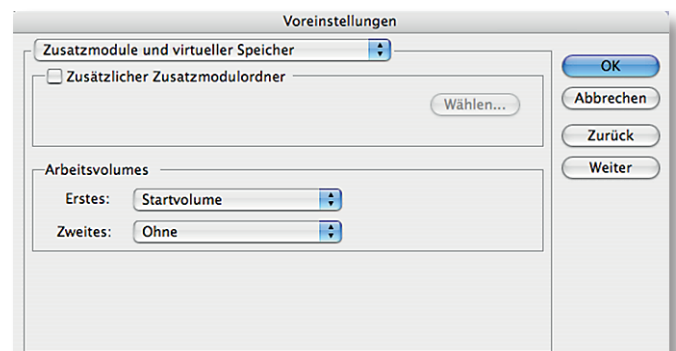 Voreinstellungen
Zusatzmodule und virtueller Speicher
Zusätzlicher Zusatzmodulordner
Wählen...
Arbeitsvolumes
Erstes: Startvolume
Zweites: Ohne
OK
Abbrechen
Zurück
Weiter